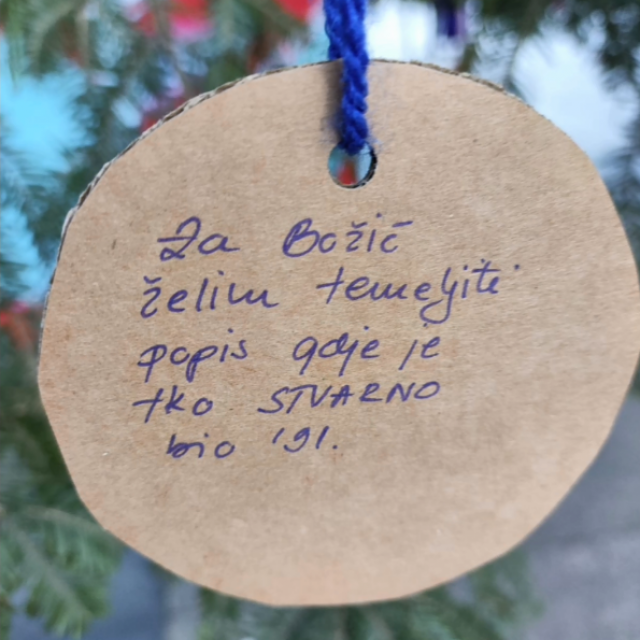 Za Božić
želim temeljiti
popis gdje je
tko STVARNO
bio '91.